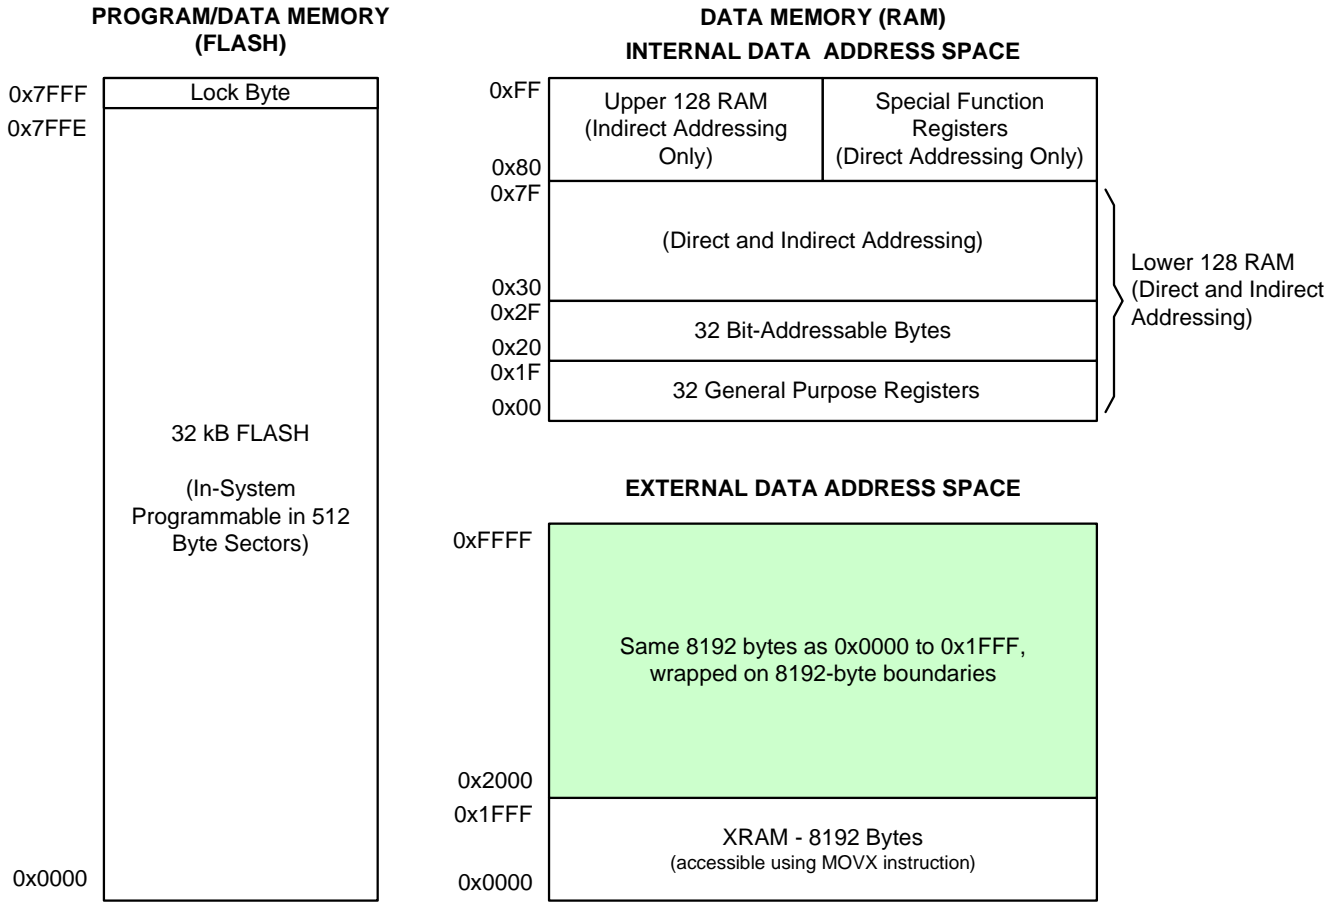 PROGRAM/DATA MEMORY
(FLASH)
0x7FFF
Lock Byte
0x7FFE
32 kB FLASH
(In-System
Programmable in 512
Byte Sectors)
0x0000
DATA MEMORY (RAM)
INTERNAL DATA ADDRESS SPACE
0xFF
Upper 128 RAM
(Indirect Addressing
Only)
Special Function
Registers
(Direct Addressing Only)
0x80
0x7F
(Direct and Indirect Addressing)
0x30
0x2F
32 Bit-Addressable Bytes
0x20
0x1F
32 General Purpose Registers
0x00
Lower 128 RAM
(Direct and Indirect
Addressing)
EXTERNAL DATA ADDRESS SPACE
0xFFFF
Same 8192 bytes as 0x0000 to 0x1FFF,
wrapped on 8192-byte boundaries
0x2000
0x1FFF
XRAM - 8192 Bytes
(accessible using MOVX instruction)
0x0000